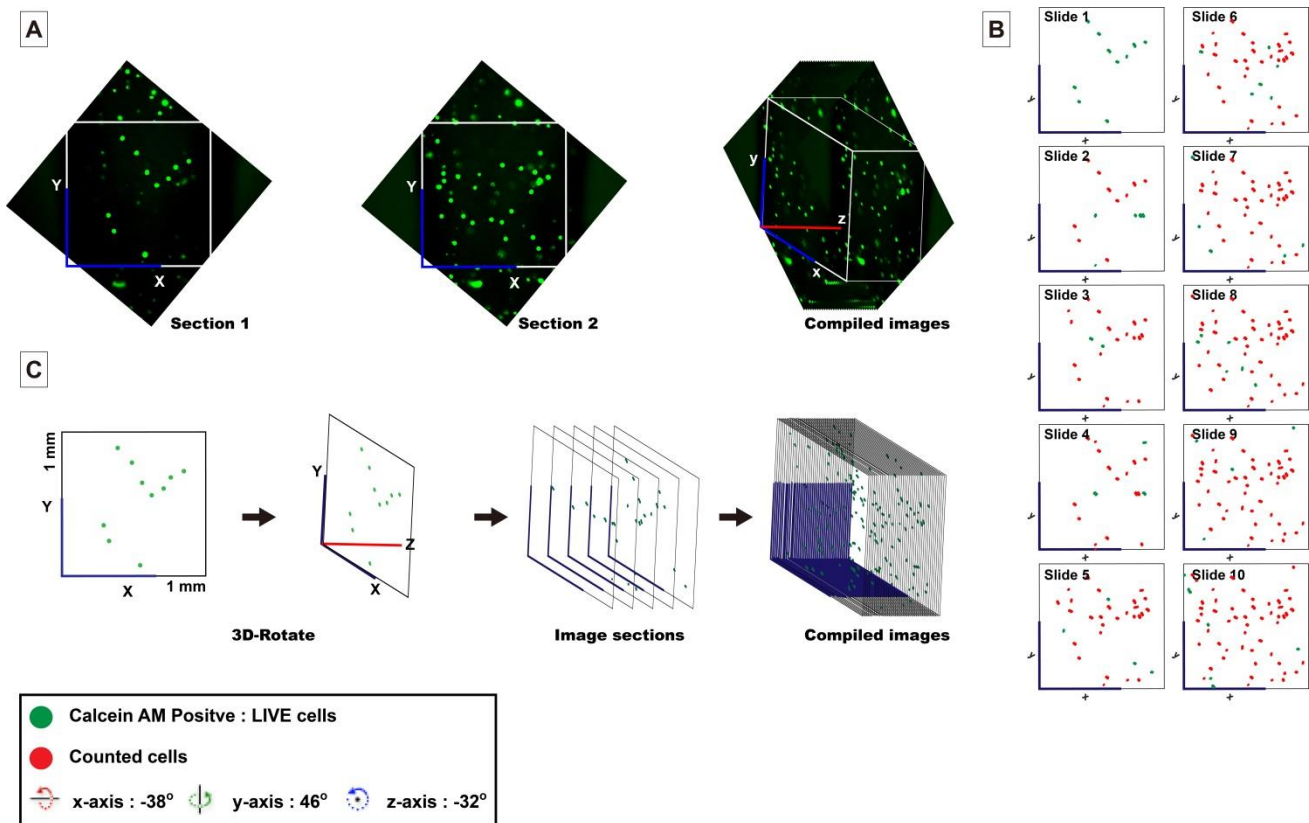 A
Y
X
Section 1
Y
X
Section 2
y
z
x
Compiled images
B
Slide 1
Y
X
Slide 6
Y
Slide 2
Y
X
Slide 7
Y
Slide 3
Y
X
Slide 8
Y
Slide 4
Y
X
Slide 9
Y
Slide 5
Y
X
Slide 10
Y
C
1 mm
Y
X
1 mm
Y
Z
X
3D-Rotate
Image sections
Compiled images
Calcein AM Positve : LIVE cells
Counted cells
x-axis : -38°
y-axis : 46°
z-axis : -32°